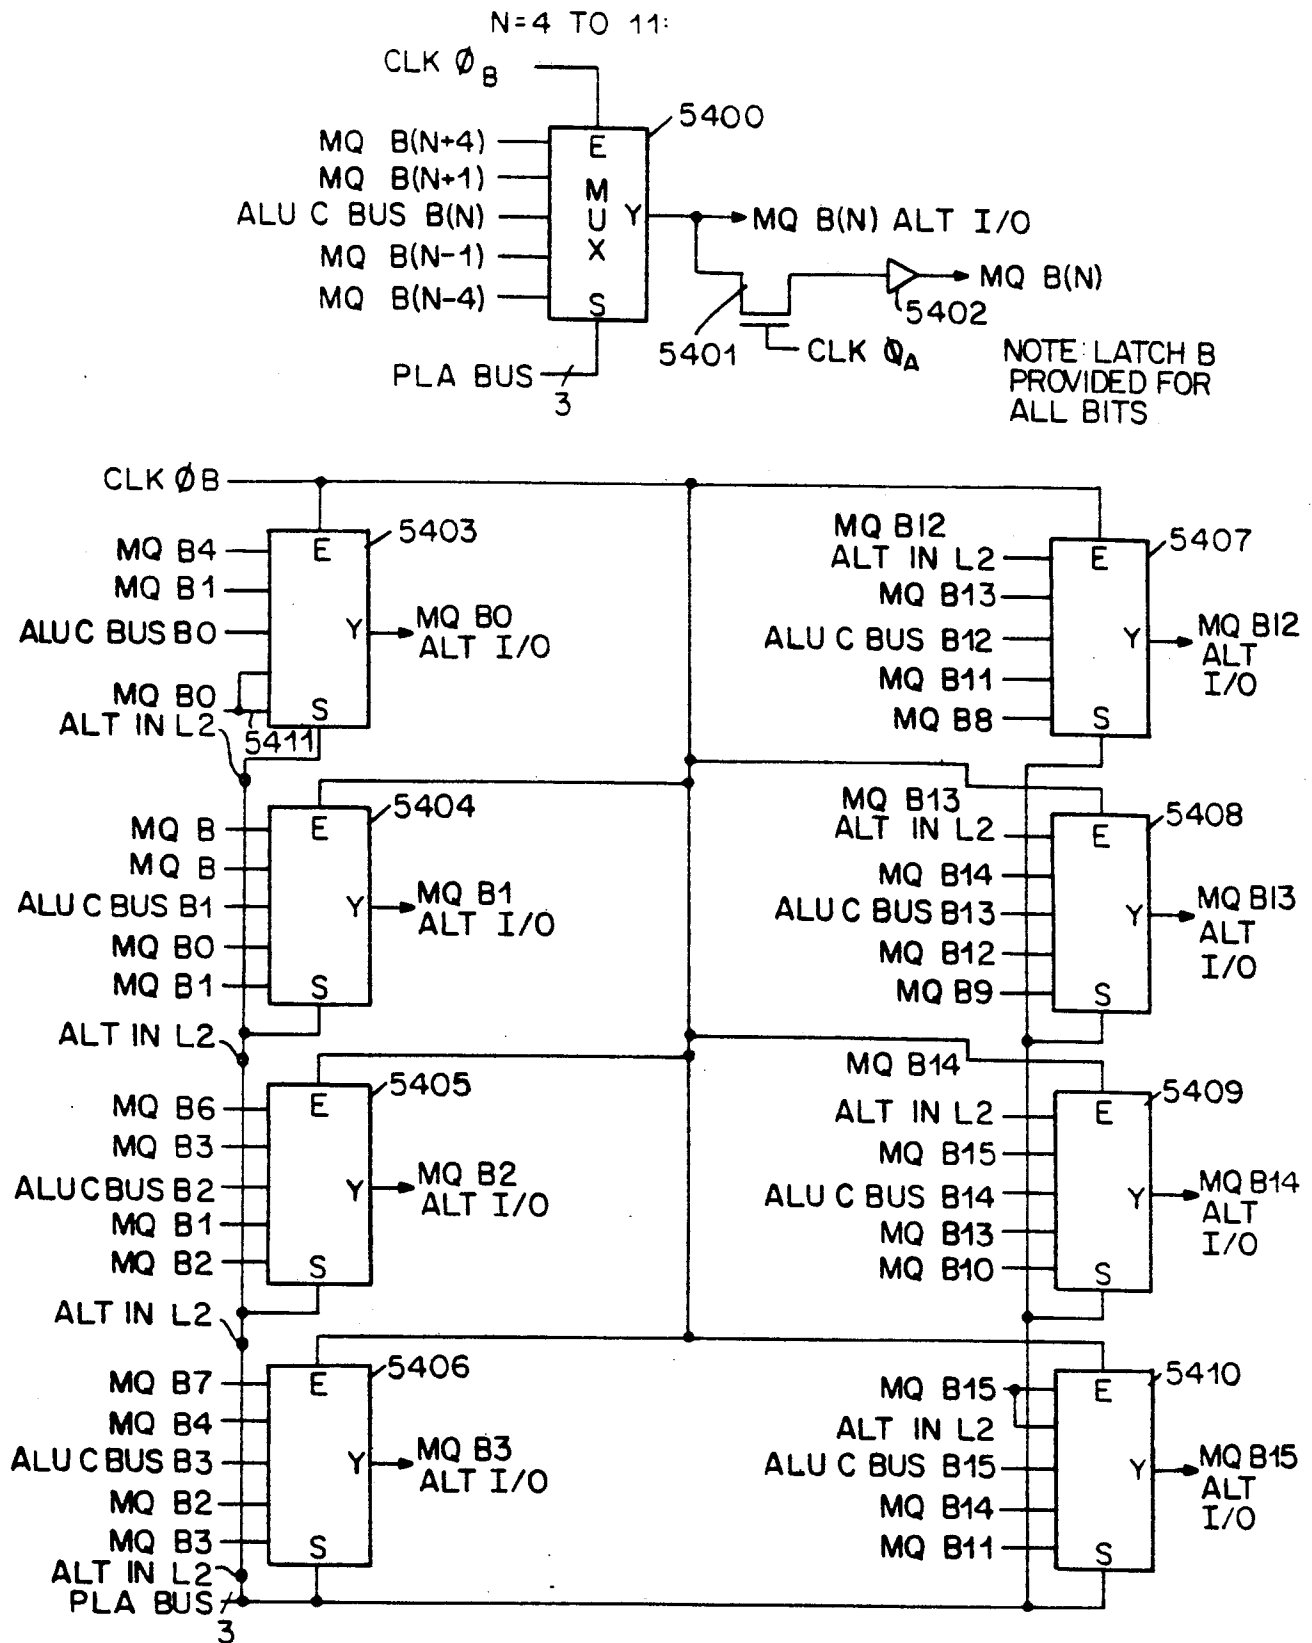 N=4 TO 11:
CLK ØB
5400
MQ B(N+4)
MQ B(N+1)
ALU C BUS B(N)
MQ B(N-1)
MQ B(N-4)
E
MUX
Y
S
MQ B(N) ALT I/O
MQ B(N)
5402
5401
CLK ØA
PLA BUS
3
NOTE: LATCH B
PROVIDED FOR
ALL BITS
CLK ØB
5403
MQ B4
MQ B1
ALU C BUS B0
MQ B0
ALT IN L2
5411
E
Y
S
MQ B0
ALT I/O
5404
MQ B
MQ B
ALU C BUS B1
MQ B0
MQ B1
ALT IN L2
E
Y
S
MQ B1
ALT I/O
5405
MQ B6
MQ B3
ALU C BUS B2
MQ B1
MQ B2
ALT IN L2
E
Y
S
MQ B2
ALT I/O
5406
MQ B7
MQ B4
ALU C BUS B3
MQ B2
MQ B3
ALT IN L2
PLA BUS
3
E
Y
S
MQ B3
ALT I/O
5407
MQ B12
ALT IN L2
MQ B13
ALU C BUS B12
MQ B11
MQ B8
E
Y
S
MQ B12
ALT
I/O
5408
MQ B13
ALT IN L2
MQ B14
ALU C BUS B13
MQ B12
MQ B9
E
Y
S
MQ B13
ALT
I/O
5409
MQ B14
ALT IN L2
MQ B15
ALU C BUS B14
MQ B13
MQ B10
E
Y
S
MQ B14
ALT
I/O
5410
MQ B15
ALT IN L2
ALU C BUS B15
MQ B14
MQ B11
E
Y
S
MQ B15
ALT
I/O